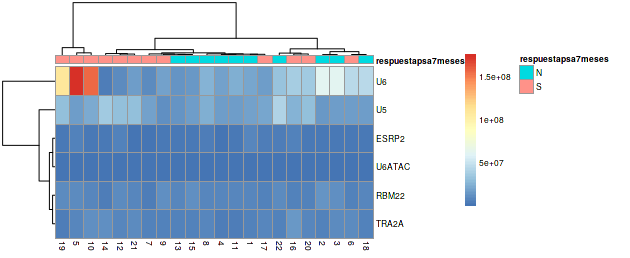 respuestapsa7meses
U6
U5
ESRP2
U6ATAC
RBM22
TRA2A
19 5 10 14 12 21 7 9 13 15 8 4 11 1 17 22 16 20 2 3 6 18
1.5e+08
1e+08
5e+07
respuestapsa7meses
N
S